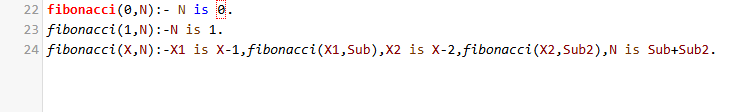 22 fibonacci(0,N):- N is 0.
23 fibonacci(1,N):-N is 1.
24 fibonacci(X,N):-X1 is X-1,fibonacci(X1,Sub),X2 is X-2,fibonacci(X2,Sub2),N is Sub+Sub2.